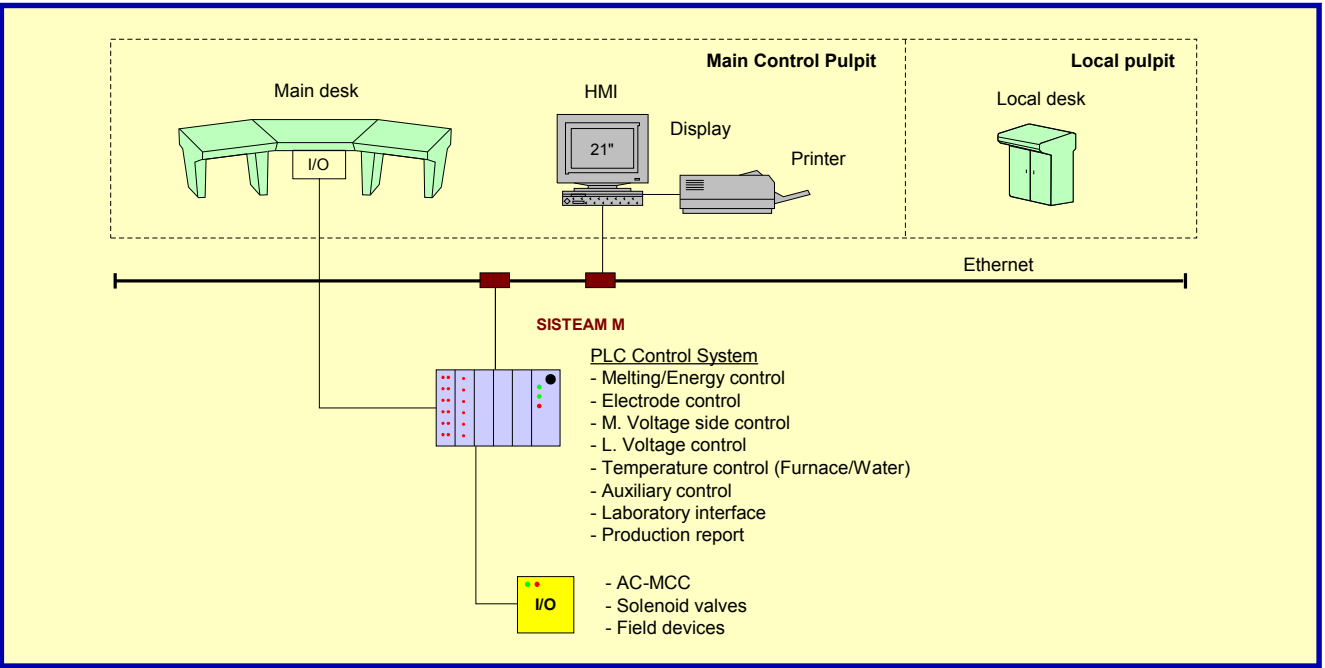 Main Control Pulpit
Local pulpit
Main desk
HMI
Local desk
Display
21"
Printer
I/O
Ethernet
SISTEAM M
PLC Control System
- Melting/Energy control
- Electrode control
- M. Voltage side control
- L. Voltage control
- Temperature control (Furnace/Water)
- Auxiliary control
- Laboratory interface
- Production report
I/O
- AC-MCC
- Solenoid valves
- Field devices